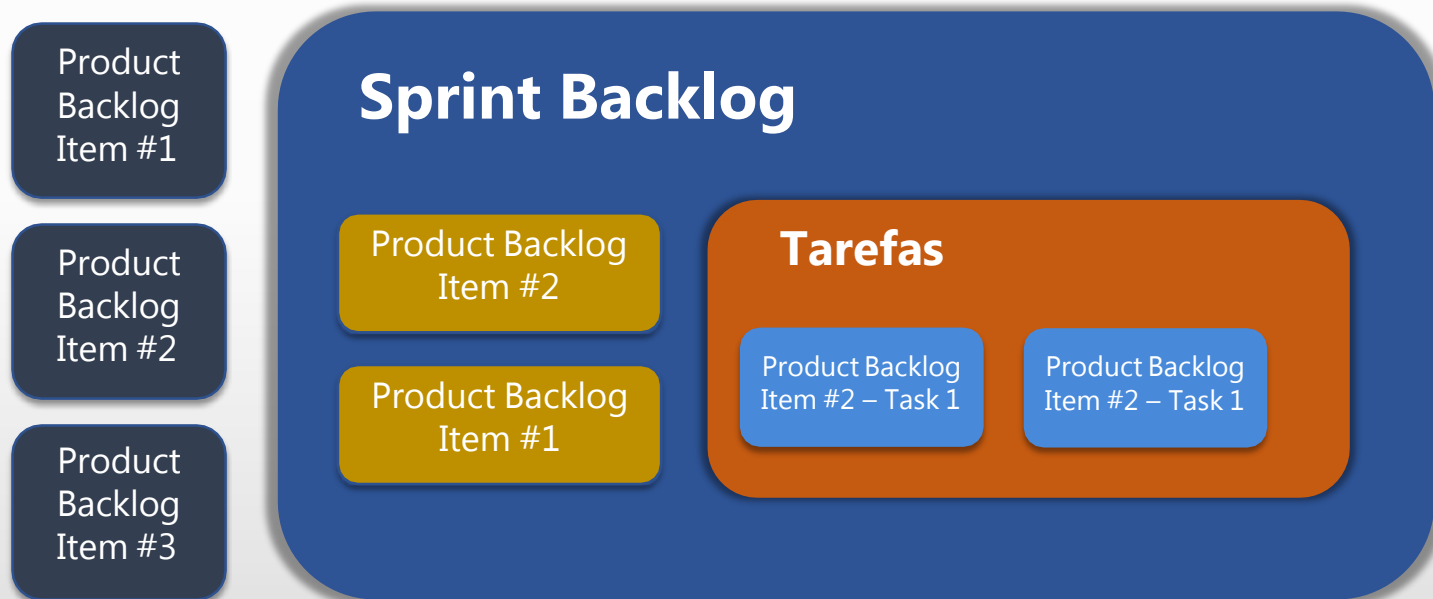 Product
Backlog
Item #1
Product
Backlog
Item #2
Product
Backlog
Item #3
Sprint Backlog
Product Backlog
Item #2
Product Backlog
Item #1
Tarefas
Product Backlog
Item #2 – Task 1
Product Backlog
Item #2 – Task 1